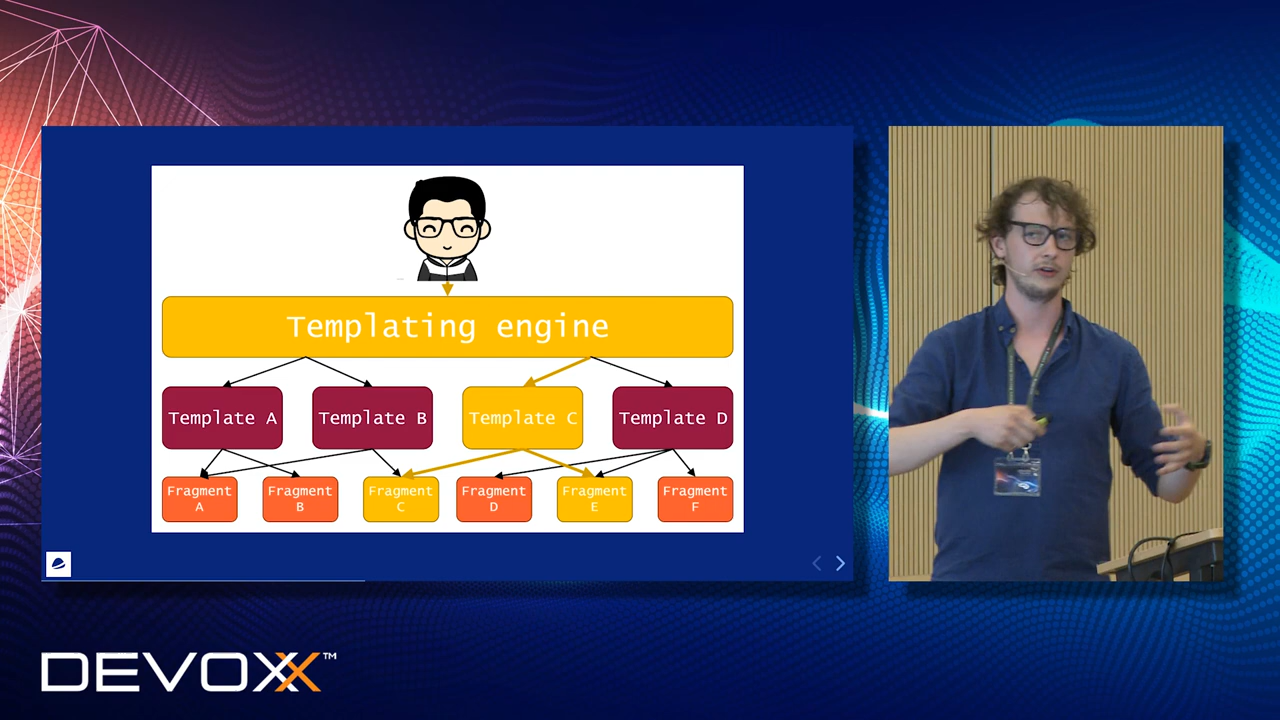 Templating engine
Template A
Template B
Template C
Template D
Fragment
A
Fragment
B
Fragment
C
Fragment
D
Fragment
E
Fragment
F
DEVOXX™